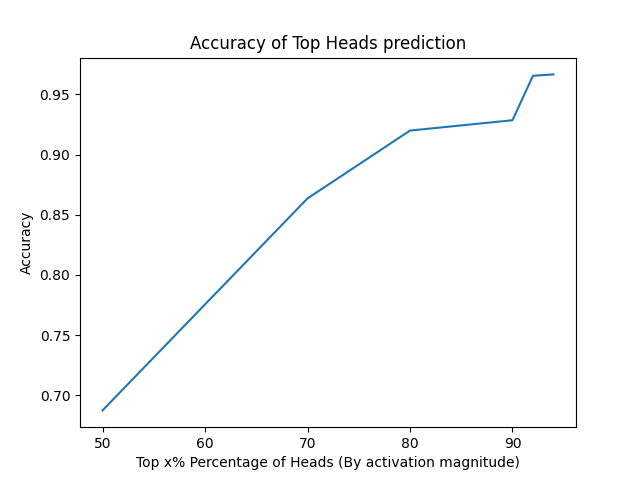 Accuracy of Top Heads prediction
Accuracy
0.95
0.90
0.85
0.80
0.75
0.70
50 60 70 80 90
Top x% Percentage of Heads (By activation magnitude)